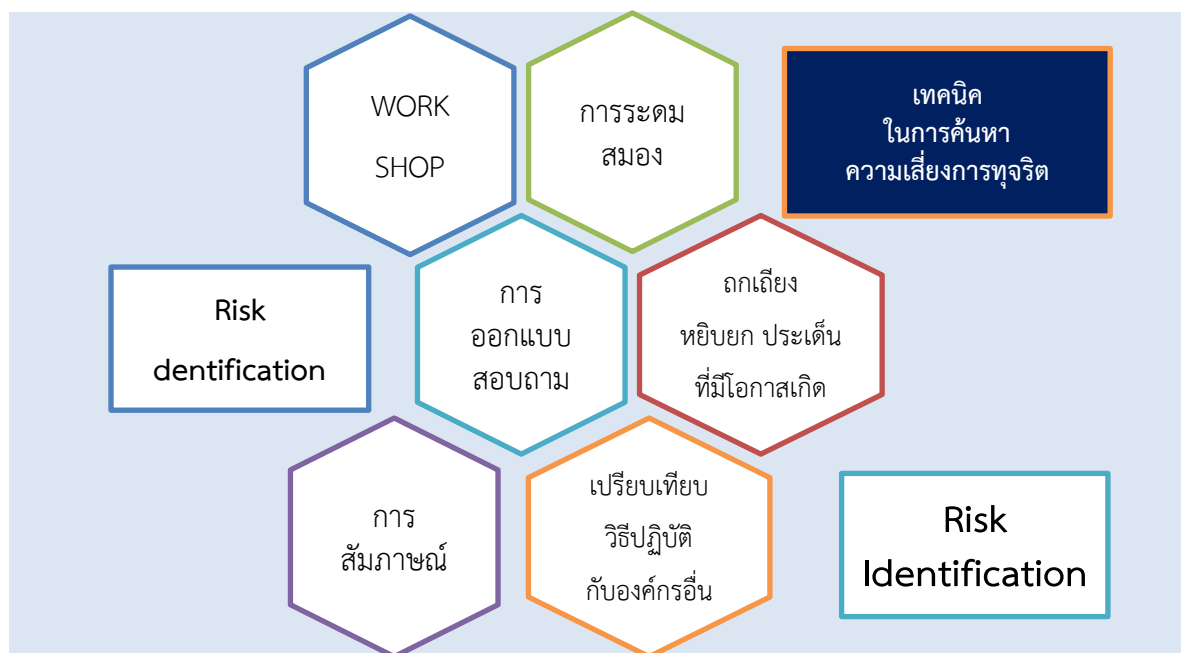 WORK
SHOP
การระดม
สมอง
เทคนิค
ในการค้นหา
ความเสี่ยงการทุจริต
Risk
dentification
การ
ออกแบบ
สอบถาม
ถกเถียง
หยิบยก ประเด็น
ที่มีโอกาสเกิด
การ
สัมภาษณ์
เปรียบเทียบ
วิธีปฏิบัติ
กับองค์กรอื่น
Risk
Identification